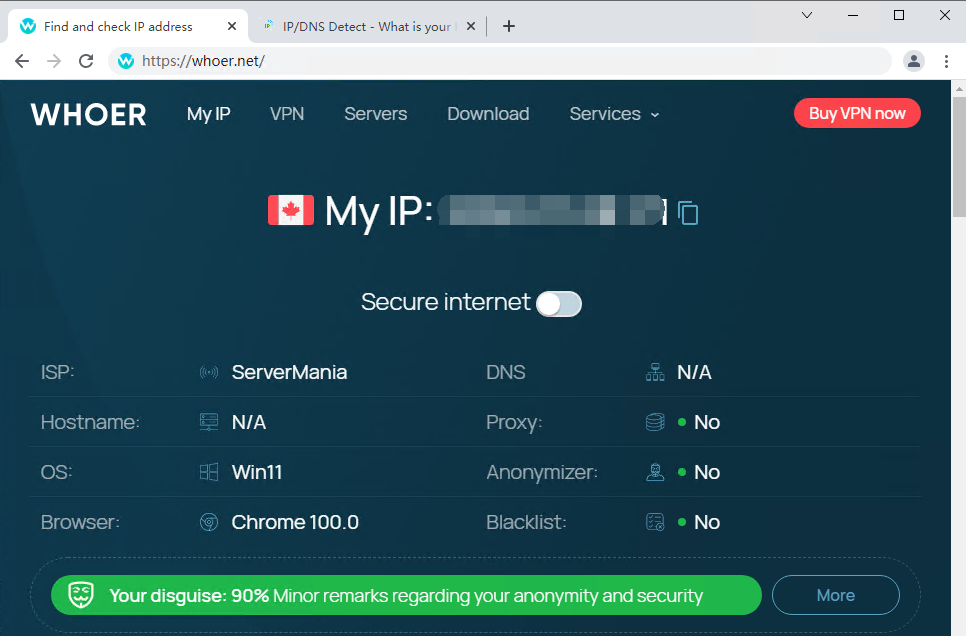 Find and check IP address
IP/DNS Detect - What is your
https://whoer.net/
WHOER My IP VPN Servers Download Services Buy VPN now
My IP:
Secure internet
ISP: ServerMania DNS N/A
Hostname: N/A Proxy: No
OS: Win11 Anonymizer: No
Browser: Chrome 100.0 Blacklist: No
Your disguise: 90% Minor remarks regarding your anonymity and security More